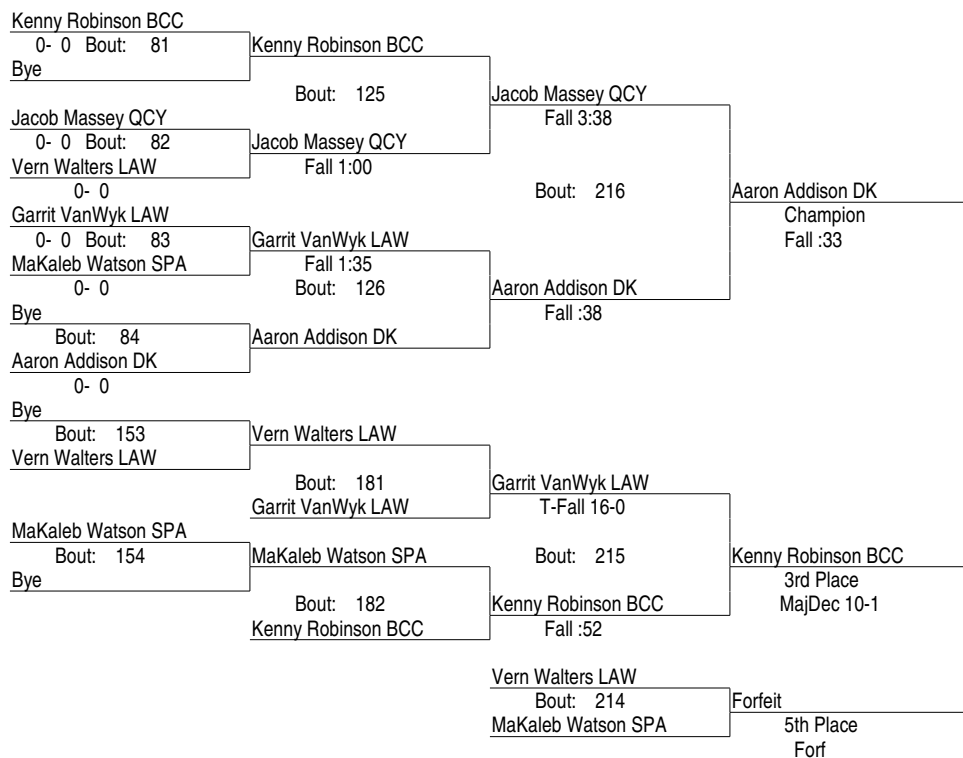 Kenny Robinson BCC
0- 0 Bout: 81
Bye
Kenny Robinson BCC
Bout: 125
Jacob Massey QCY
0- 0 Bout: 82
Vern Walters LAW
0- 0
Jacob Massey QCY
Fall 1:00
Jacob Massey QCY
Fall 3:38
Garrit VanWyk LAW
0- 0 Bout: 83
MaKaleb Watson SPA
0- 0
Garrit VanWyk LAW
Fall 1:35
Bout: 126
Bye
Bout: 84
Aaron Addison DK
0- 0
Aaron Addison DK
Aaron Addison DK
Fall :38
Bout: 216
Aaron Addison DK
Champion
Fall :33
Bye
Bout: 153
Vern Walters LAW
Vern Walters LAW
Bout: 181
Garrit VanWyk LAW
Garrit VanWyk LAW
T-Fall 16-0
MaKaleb Watson SPA
Bout: 154
Bye
MaKaleb Watson SPA
Bout: 182
Kenny Robinson BCC
Kenny Robinson BCC
Fall :52
Bout: 215
Kenny Robinson BCC
3rd Place
MajDec 10-1
Vern Walters LAW
Bout: 214
MaKaleb Watson SPA
Forfeit
5th Place
Forf